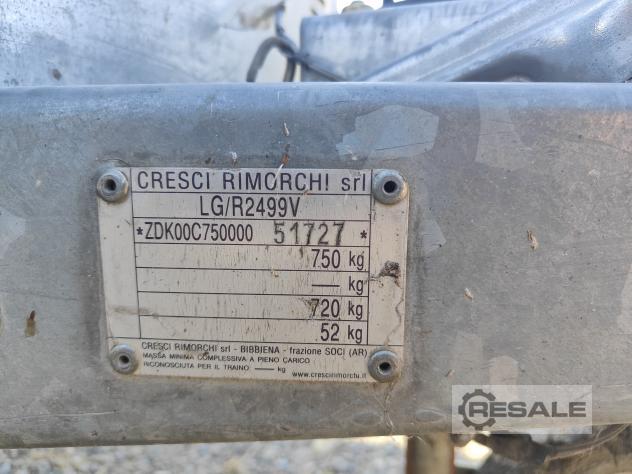 CRESCI RIMORCHI srl
LG/R2499V
*ZDK00C750000 51727 *
750 kg
— kg
720 kg
52 kg
CRESCI RIMORCHI srl - BIBBIENA - frazione SOCI (AR)
MASSA MINIMA COMPLESSIVA A PIENO CARICO
RICONOSCIUTA PER IL TRAINO — kg
www.crescirimorchi.it
RESALE